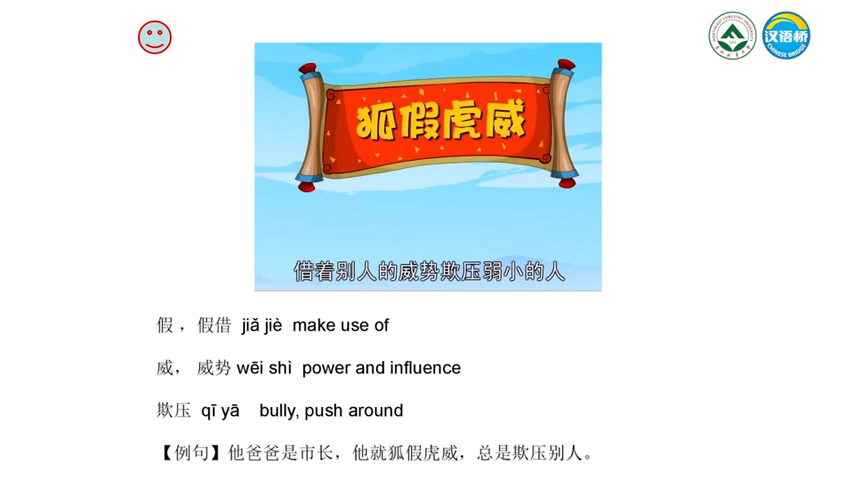 汉语桥
CHINESE BRIDGE
狐假虎威
借着别人的威势欺压弱小的人
假 ，假借 jiǎ jiè make use of
威， 威势 wēi shì power and influence
欺压 qī yā bully, push around
【例句】他爸爸是市长，他就狐假虎威，总是欺压别人。